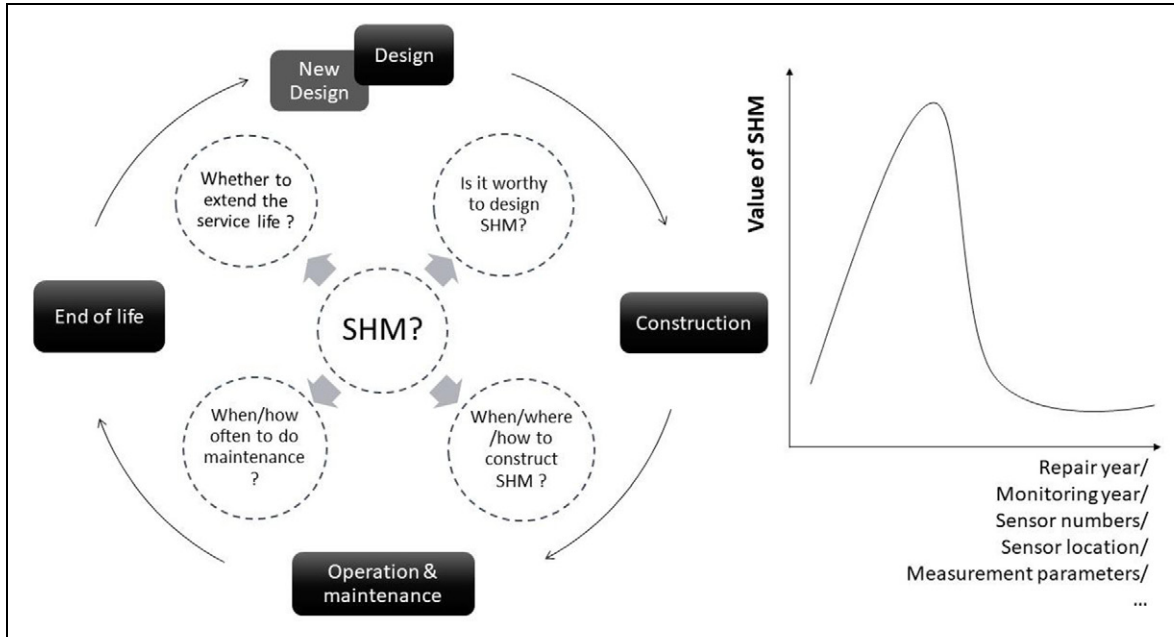 Design
New
Design
Whether to
extend the
service life ?
Is it worthy
to design
SHM?
End of life
SHM?
Construction
When/how
often to do
maintenance
?
When/where
/how to
construct
SHM ?
Operation &
maintenance
Value of SHM
Repair year/
Monitoring year/
Sensor numbers/
Sensor location/
Measurement parameters/
...